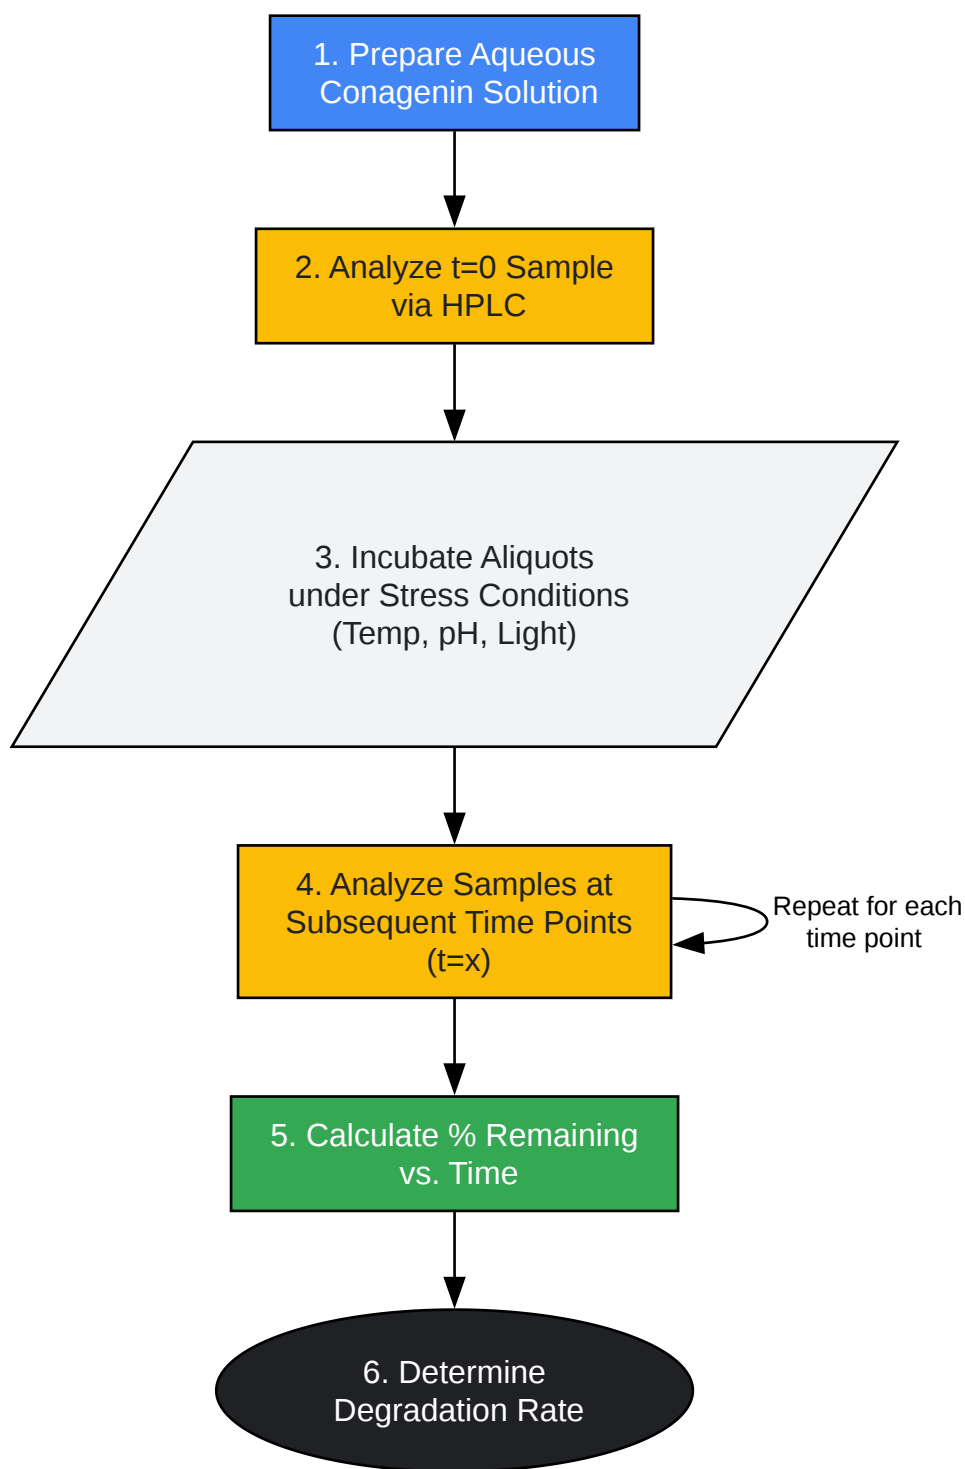 1. Prepare Aqueous
Conagenin Solution
2. Analyze t=0 Sample
via HPLC
3. Incubate Aliquots
under Stress Conditions
(Temp, pH, Light)
4. Analyze Samples at
Subsequent Time Points
(t=x)
Repeat for each
time point
5. Calculate % Remaining
vs. Time
6. Determine
Degradation Rate